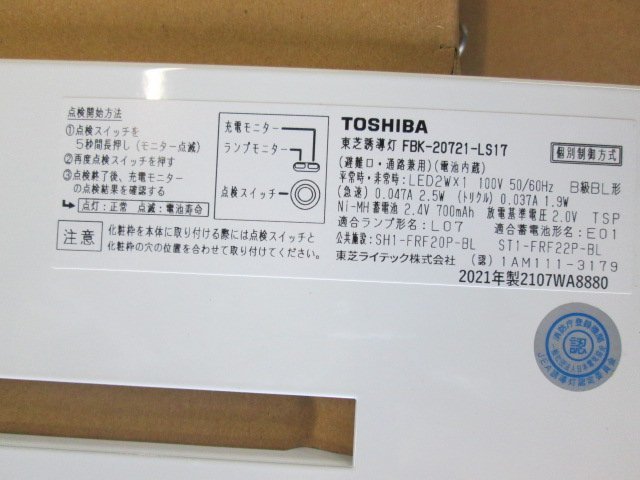 点検開始方法
①点検スイッチを
５秒間長押し（モニター点滅）
②再度点検スイッチを押す
③点検終了後、充電モニター
の点検結果を確認する
点灯：正常　点滅：電池寿命
充電モニター
ランプモニター
点検スイッチ
注意
化粧枠を本体に取り付ける際には点検スイッチと
化粧枠の穴の位置を合わせて取り付けてください。
TOSHIBA
東芝誘導灯 FBK-20721-LS17
個別制御方式
(避難口・通路兼用)(電池内蔵)
平常時・非常時:LED2W×1 100V 50/60Hz B級BL形
(急速) 0.047A 2.5W (トリクル) 0.037A 1.9W
Ni-MH蓄電池 2.4V 700mAh 放電基準電圧 2.0V TSP
適合ランプ形名：L07 適合蓄電池形名：E01
公共施設：SH1-FRF20P-BL ST1-FRF22P-BL
東芝ライテック株式会社 (認) 1AM111-3179
2021年製2107WA8880
認